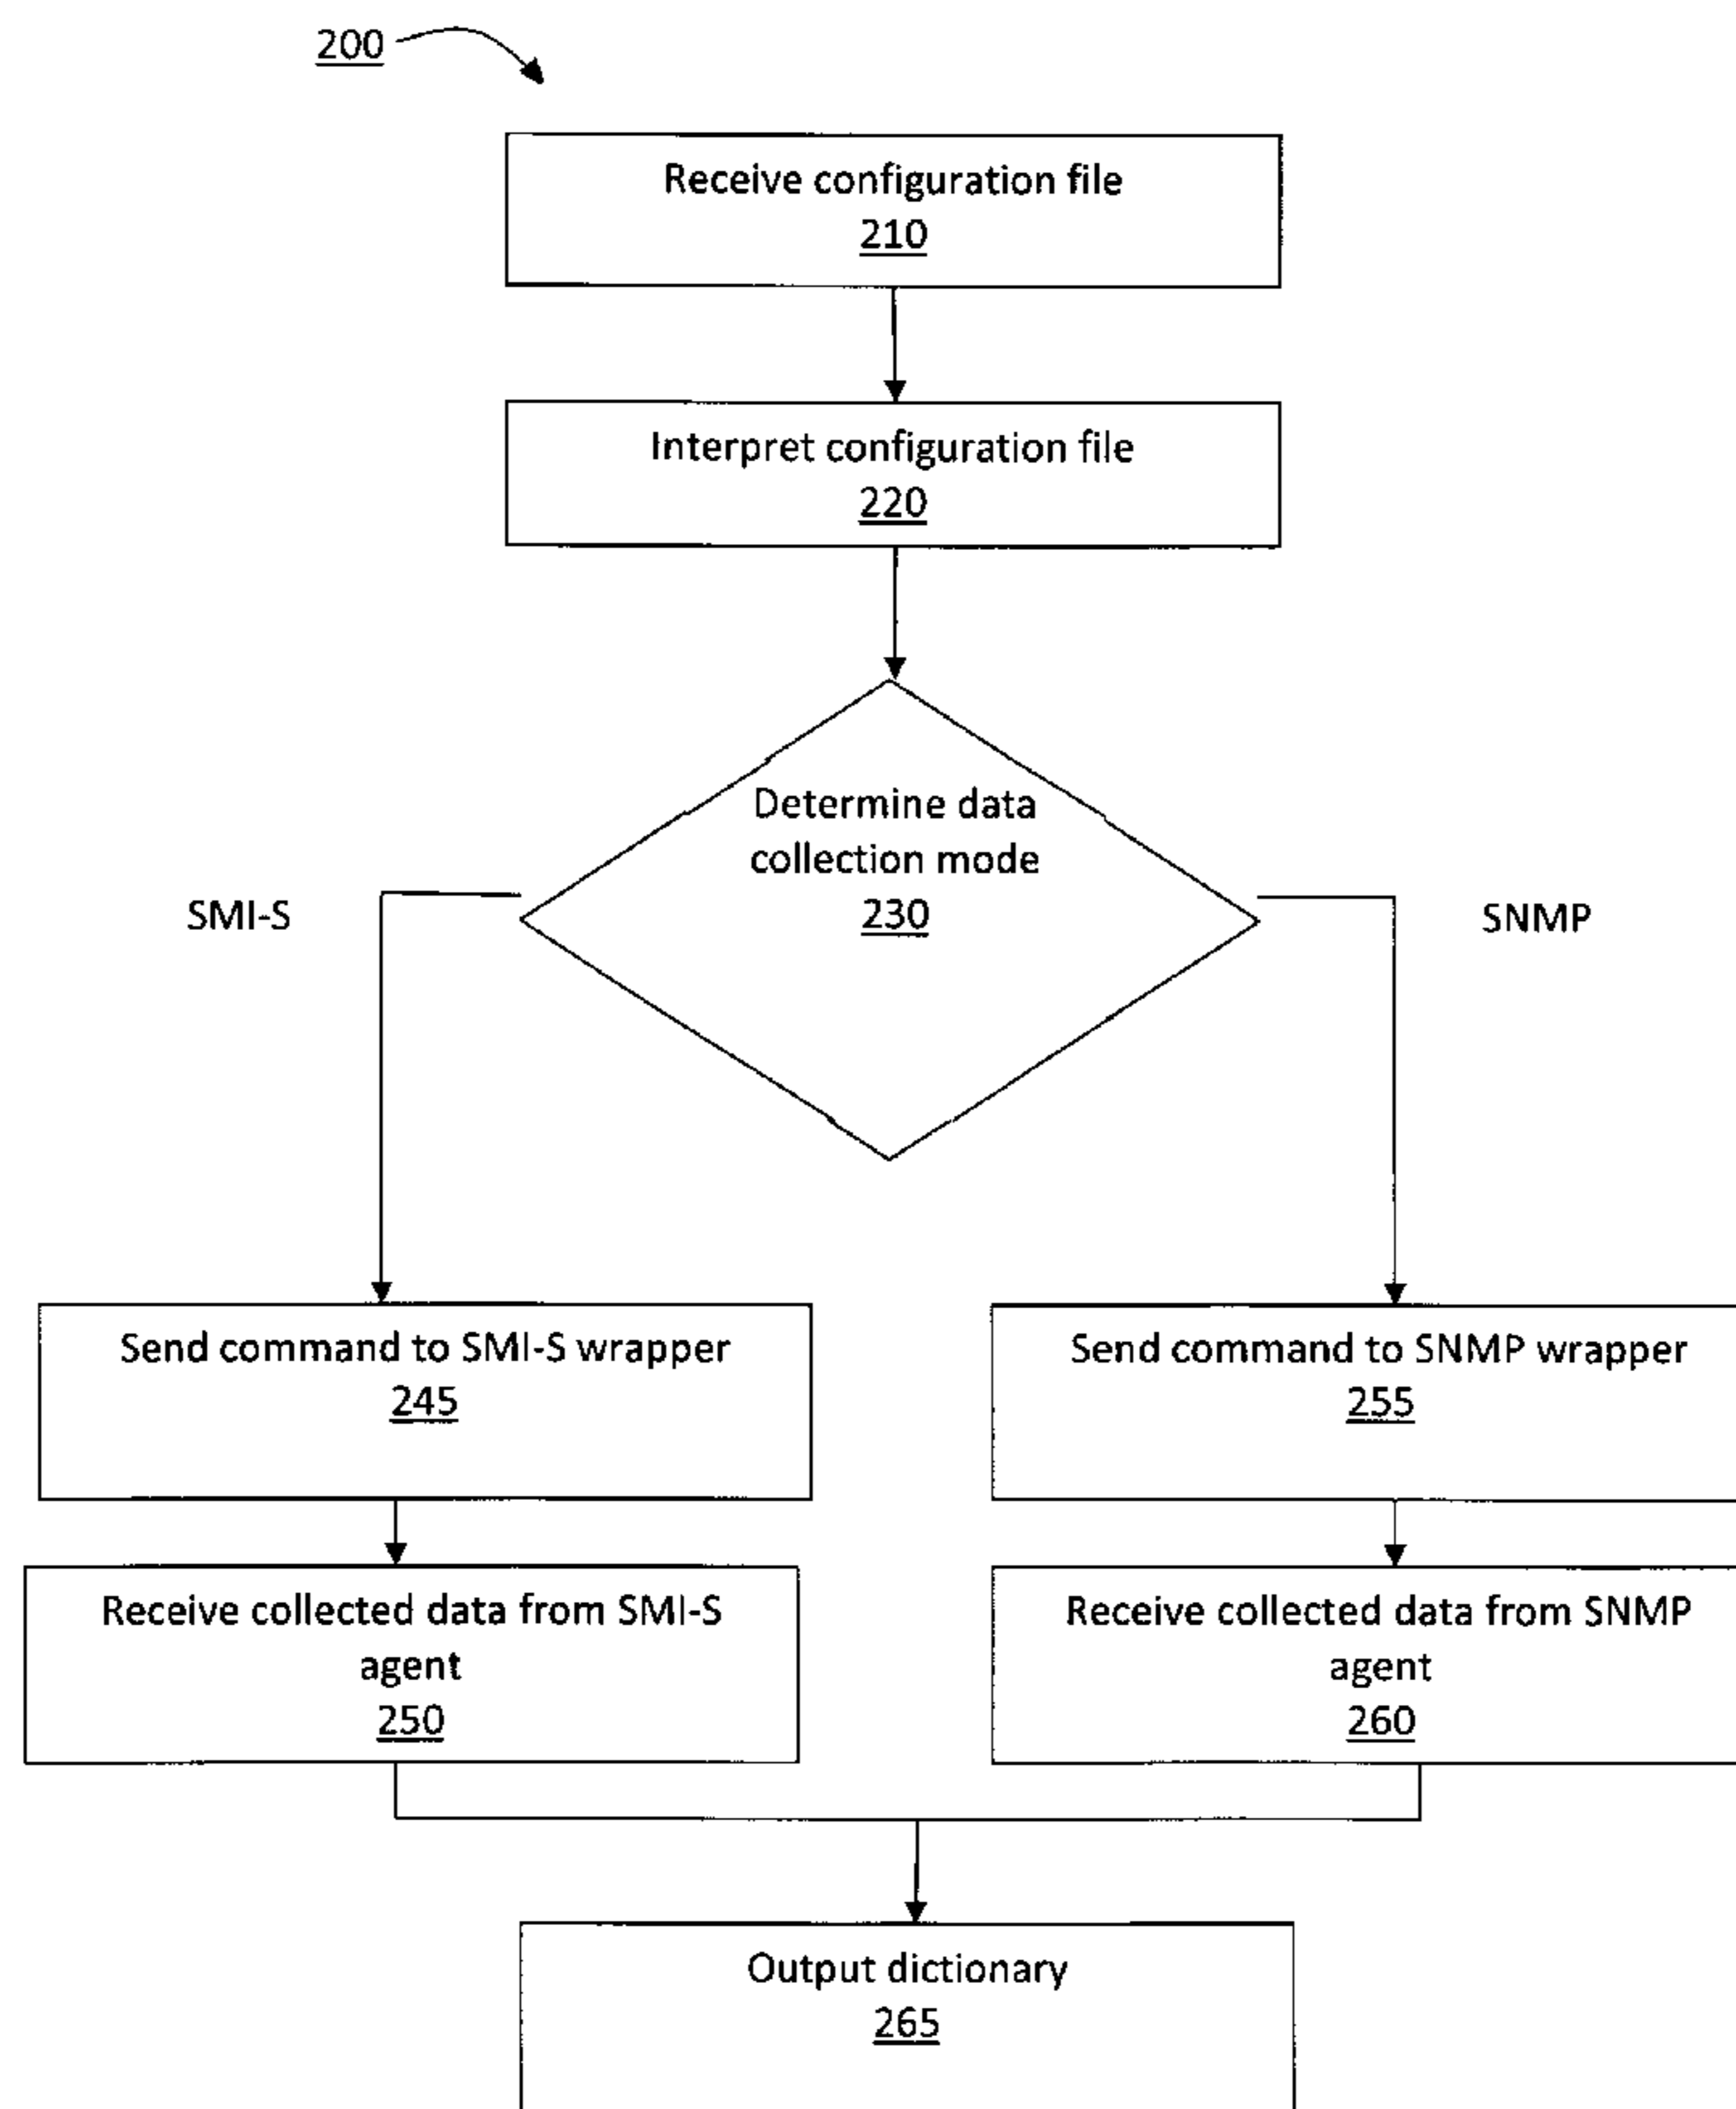 200
Receive configuration file
210
Interpret configuration file
220
Determine data
collection mode
230
SMI-S
SNMP
Send command to SMI-S wrapper
245
Send command to SNMP wrapper
255
Receive collected data from SMI-S
agent
250
Receive collected data from SNMP
agent
260
Output dictionary
265